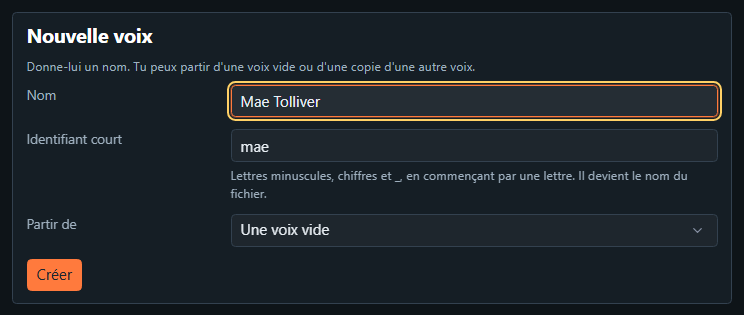 Nouvelle voix
Donne-lui un nom. Tu peux partir d'une voix vide ou d'une copie d'une autre voix.
Nom
Mae Tolliver
Identifiant court
mae
Lettres minuscules, chiffres et _, en commençant par une lettre. Il devient le nom du
fichier.
Partir de
Une voix vide
Créer